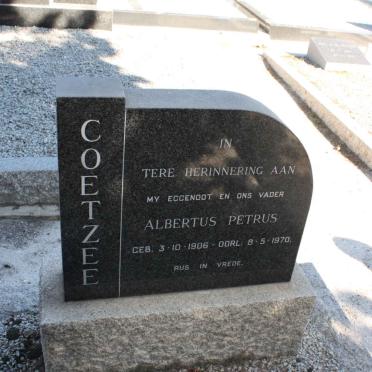 COETZEE
IN
TERE HERINNERING AAN
MY EGGENOOT EN ONS VADER
ALBERTUS PETRUS
GEB. 3·10·1906 - OORL. 8·5·1970.
RUS IN VREDE.